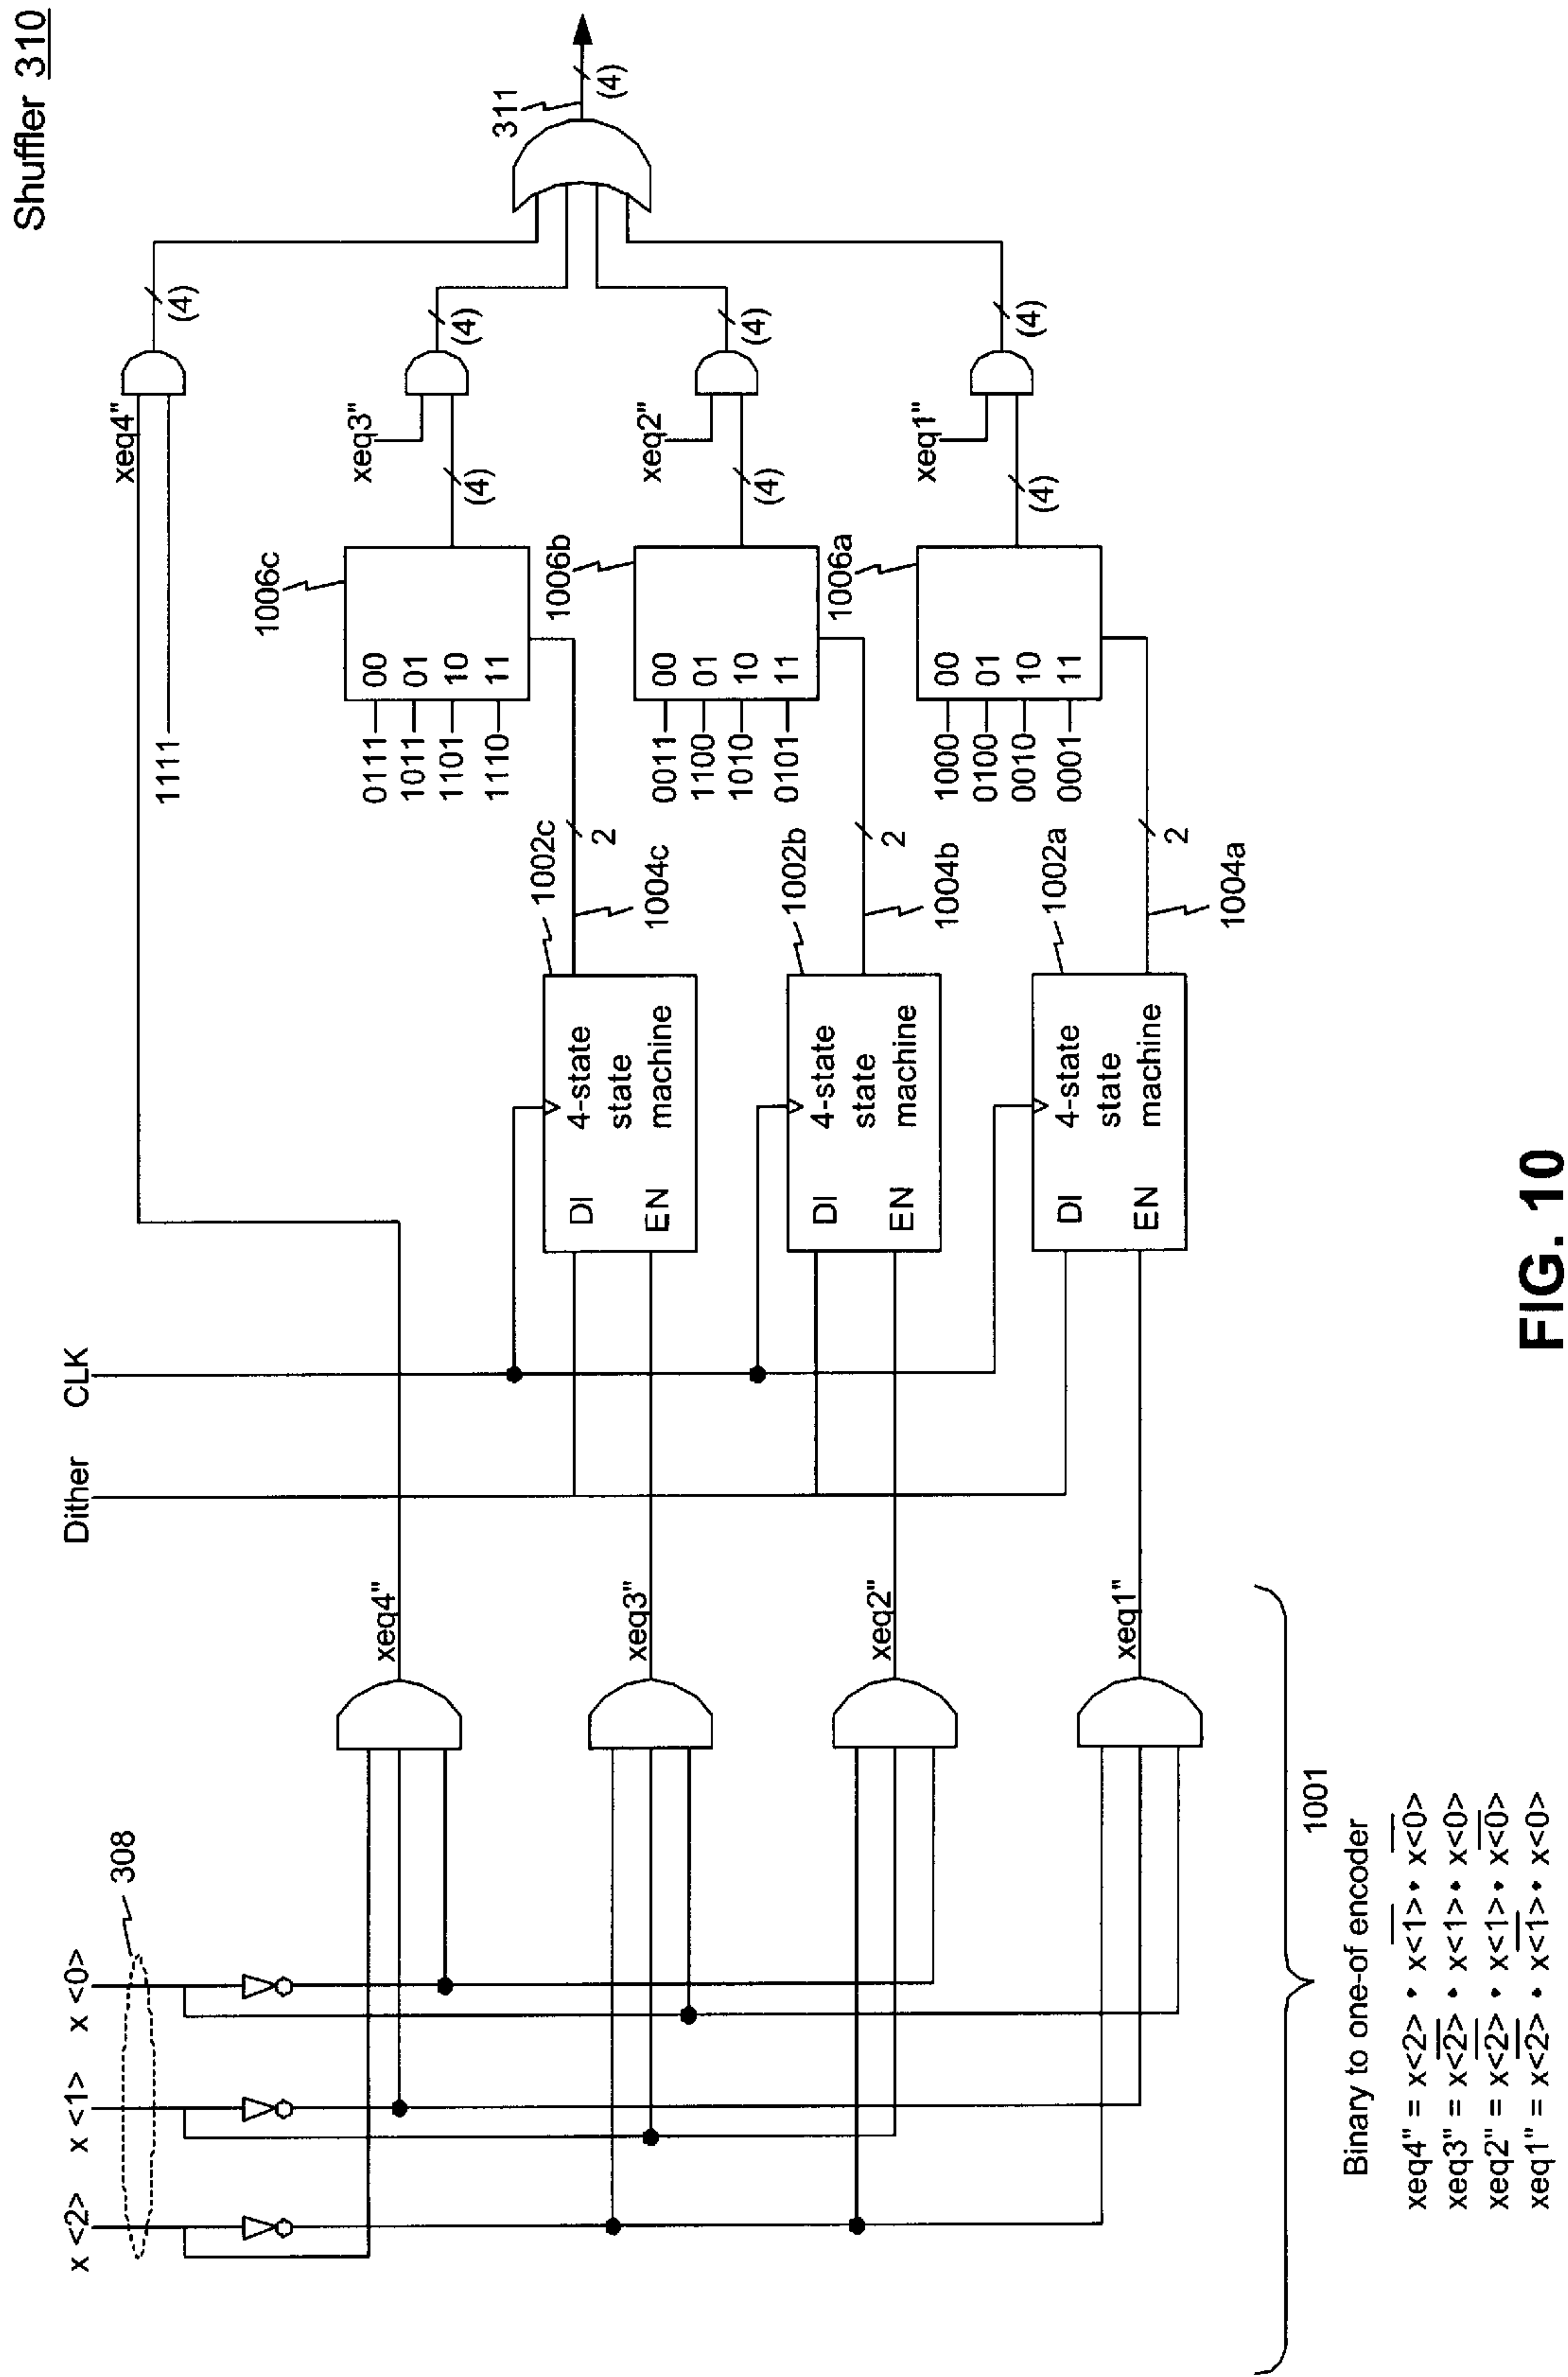 Shuffler 310
x <2>
x <1>
x <0>
308
Dither
CLK
xeq4"
xeq3"
xeq2"
xeq1"
DI
EN
4-state
state
machine
1002c
1004c
2
DI
EN
4-state
state
machine
1002b
1004b
2
DI
EN
4-state
state
machine
1002a
1004a
2
1111
xeq4"
(4)
0111 00
1011 01
1101 10
1110 11
1006c
(4)
xeq3"
(4)
0011 00
1100 01
1010 10
0101 11
1006b
(4)
xeq2"
(4)
1000 00
0100 01
0010 10
0001 11
1006a
(4)
xeq1"
(4)
311
(4)
1001
Binary to one-of encoder
xeq4" = x<2> • x̅<̅1̅>̅ • x̅<̅0̅>̅
xeq3" = x̅<̅2̅>̅ • x<1> • x<0>
xeq2" = x̅<̅2̅>̅ • x<1> • x̅<̅0̅>̅
xeq1" = x̅<̅2̅>̅ • x̅<̅1̅>̅ • x<0>
FIG. 10